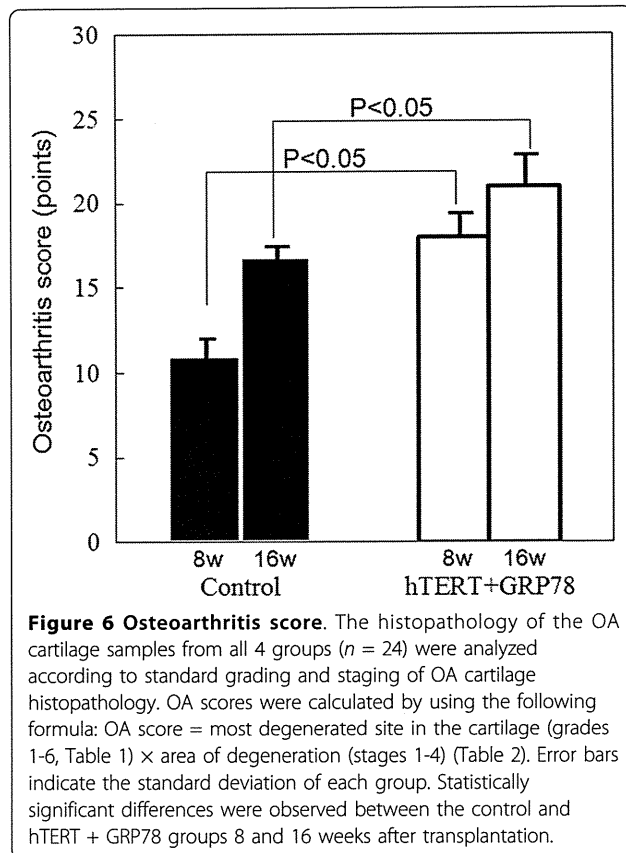 30
25
20
15
10
5
0
Osteoarthritis score (points)
P<0.05
P<0.05
8w 16w 8w 16w
Control hTERT+GRP78
Figure 6 Osteoarthritis score. The histopathology of the OA
cartilage samples from all 4 groups (n = 24) were analyzed
according to standard grading and staging of OA cartilage
histopathology. OA scores were calculated by using the following
formula: OA score = most degenerated site in the cartilage (grades
1-6, Table 1) × area of degeneration (stages 1-4) (Table 2). Error bars
indicate the standard deviation of each group. Statistically
significant differences were observed between the control and
hTERT + GRP78 groups 8 and 16 weeks after transplantation.